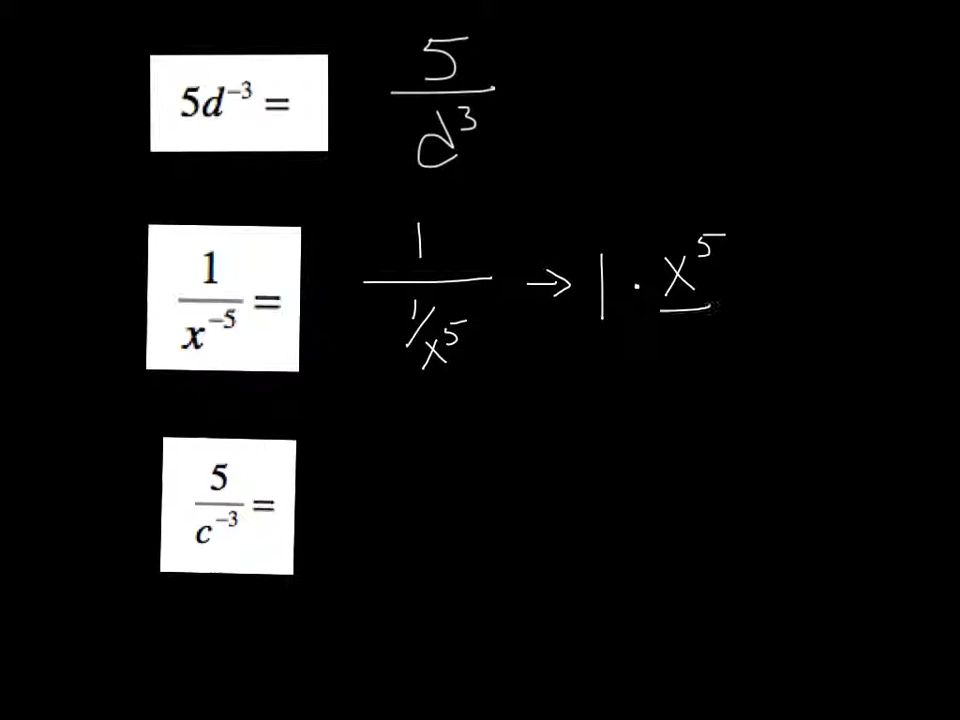 5d⁻³ = 5/d³
1/x⁻⁵ = 1/(1/x⁵) → 1 · x⁵
5/c⁻³ =